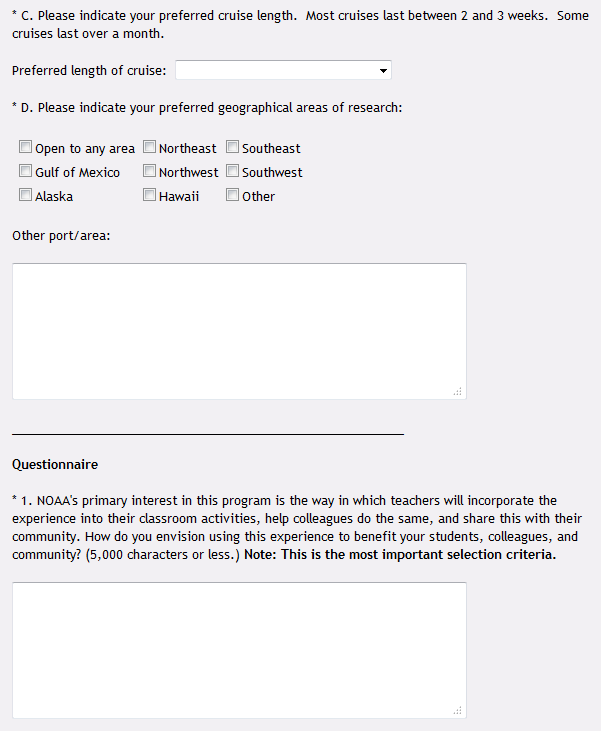 * C. Please indicate your preferred cruise length.  Most cruises last between 2 and 3 weeks.  Some
cruises last over a month.
Preferred length of cruise:
* D. Please indicate your preferred geographical areas of research:
Open to any area Northeast Southeast
Gulf of Mexico Northwest Southwest
Alaska Hawaii Other
Other port/area:
Questionnaire
* 1. NOAA's primary interest in this program is the way in which teachers will incorporate the
experience into their classroom activities, help colleagues do the same, and share this with their
community. How do you envision using this experience to benefit your students, colleagues, and
community? (5,000 characters or less.) Note: This is the most important selection criteria.